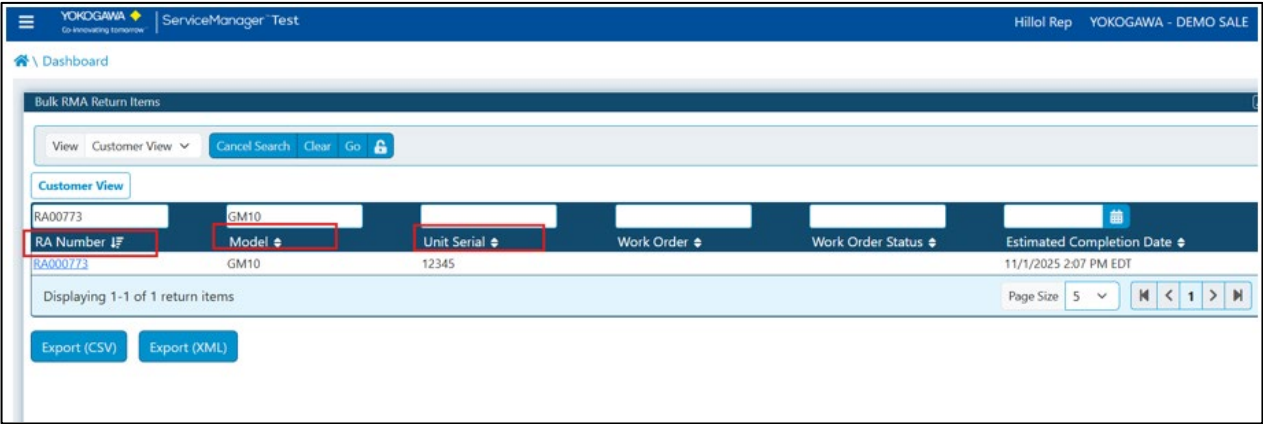 YOKOGAWA
Co-innovating tomorrow™
ServiceManager™ Test
Hillol Rep YOKOGAWA - DEMO SALE
\ Dashboard
Bulk RMA Return Items
View Customer View Cancel Search Clear Go
Customer View
RA00773 GM10
RA Number Model Unit Serial Work Order Work Order Status Estimated Completion Date
RA000773 GM10 12345 11/1/2025 2:07 PM EDT
Displaying 1-1 of 1 return items Page Size 5 1
Export (CSV) Export (XML)